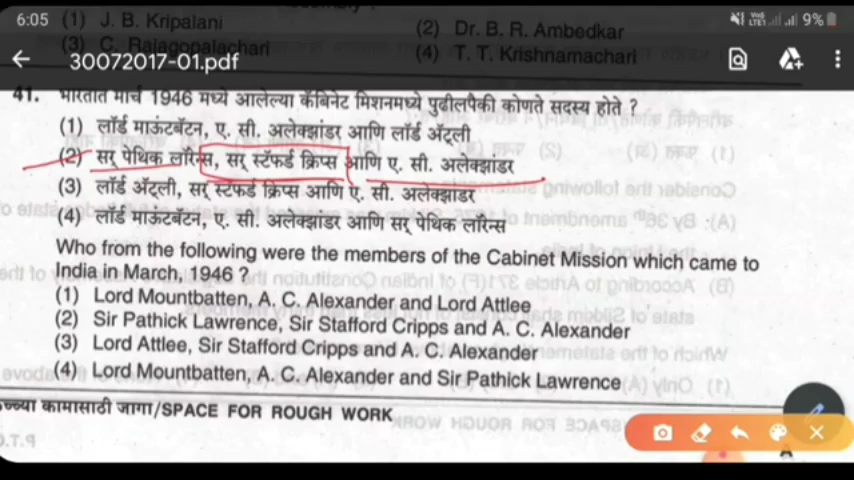 6:05
9%
(1) J. B. Kripalani
(2) Dr. B. R. Ambedkar
(3) C. Rajagopalachari
(4) T. T. Krishnamachari
30072017-01.pdf
41. भारतात मार्च 1946 मध्ये आलेल्या कॅबिनेट मिशनमध्ये पुढीलपैकी कोणते सदस्य होते ?
(1) लॉर्ड माऊंटबॅटन, ए. सी. अलेक्झांडर आणि लॉर्ड ॲट्ली
(2) सर् पेथिक लॉरेन्स, सर् स्टॅफर्ड क्रिप्स आणि ए. सी. अलेक्झांडर
(3) लॉर्ड ॲट्ली, सर् स्टॅफर्ड क्रिप्स आणि ए. सी. अलेक्झांडर
(4) लॉर्ड माऊंटबॅटन, ए. सी. अलेक्झांडर आणि सर् पेथिक लॉरेन्स
Who from the following were the members of the Cabinet Mission which came to
India in March, 1946 ?
(1) Lord Mountbatten, A. C. Alexander and Lord Attlee
(2) Sir Pathick Lawrence, Sir Stafford Cripps and A. C. Alexander
(3) Lord Attlee, Sir Stafford Cripps and A. C. Alexander
(4) Lord Mountbatten, A. C. Alexander and Sir Pathick Lawrence
कच्च्या कामासाठी जागा/SPACE FOR ROUGH WORK
A